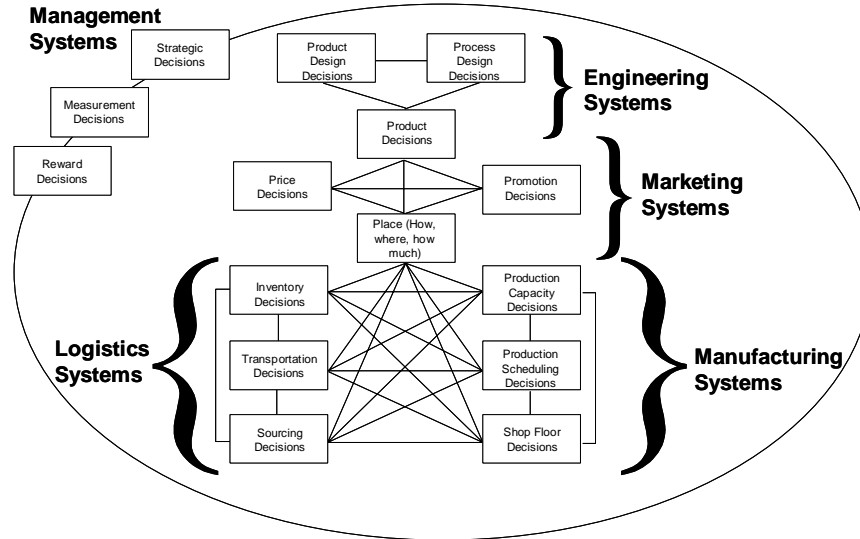 Management
Systems
Strategic
Decisions
Measurement
Decisions
Reward
Decisions
Product
Design
Decisions
Process
Design
Decisions
Engineering
Systems
Product
Decisions
Price
Decisions
Promotion
Decisions
Marketing
Systems
Place (How,
where, how
much)
Inventory
Decisions
Production
Capacity
Decisions
Logistics
Systems
Transportation
Decisions
Production
Scheduling
Decisions
Manufacturing
Systems
Sourcing
Decisions
Shop Floor
Decisions